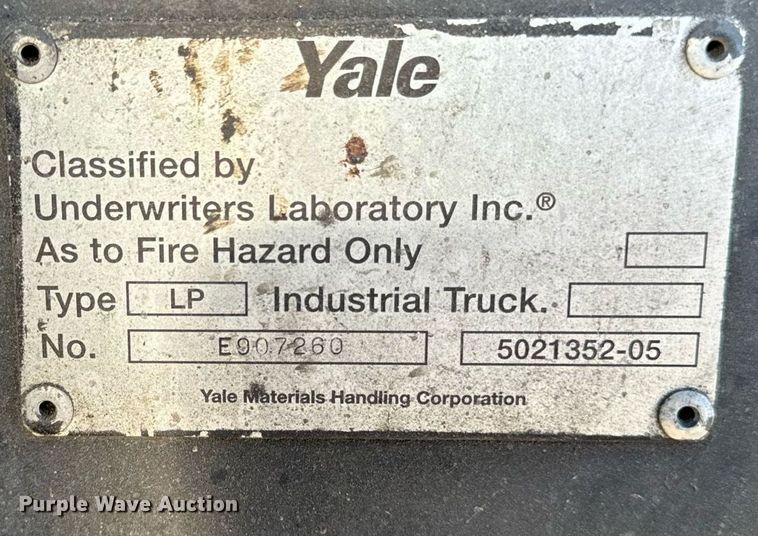 Yale
Classified by
Underwriters Laboratory Inc.®
As to Fire Hazard Only
Type LP Industrial Truck.
No. E907260 5021352-05
Yale Materials Handling Corporation
Purple Wave Auction